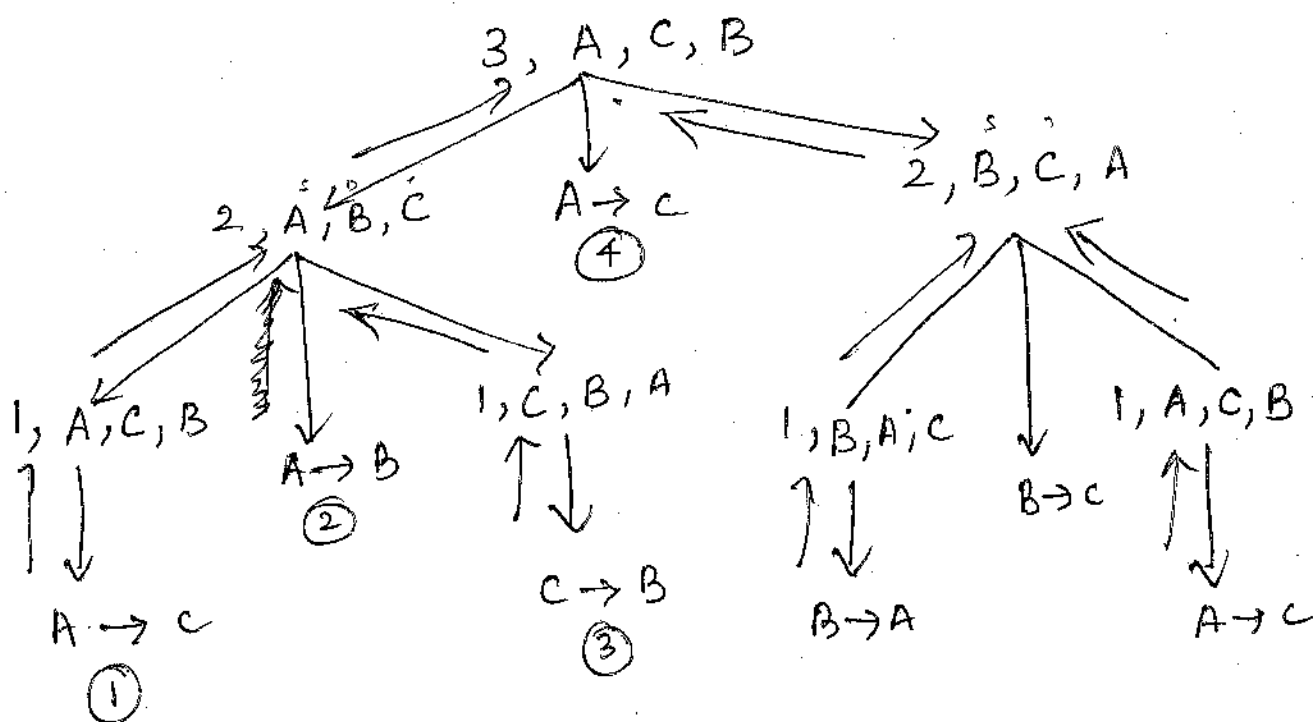 3, A, C, B
2, A, B, C
A → C
④
2, B, C, A
1, A, C, B
A → B
②
1, C, B, A
1, B, A, C
B → C
1, A, C, B
A → C
①
C → B
③
B → A
A → C